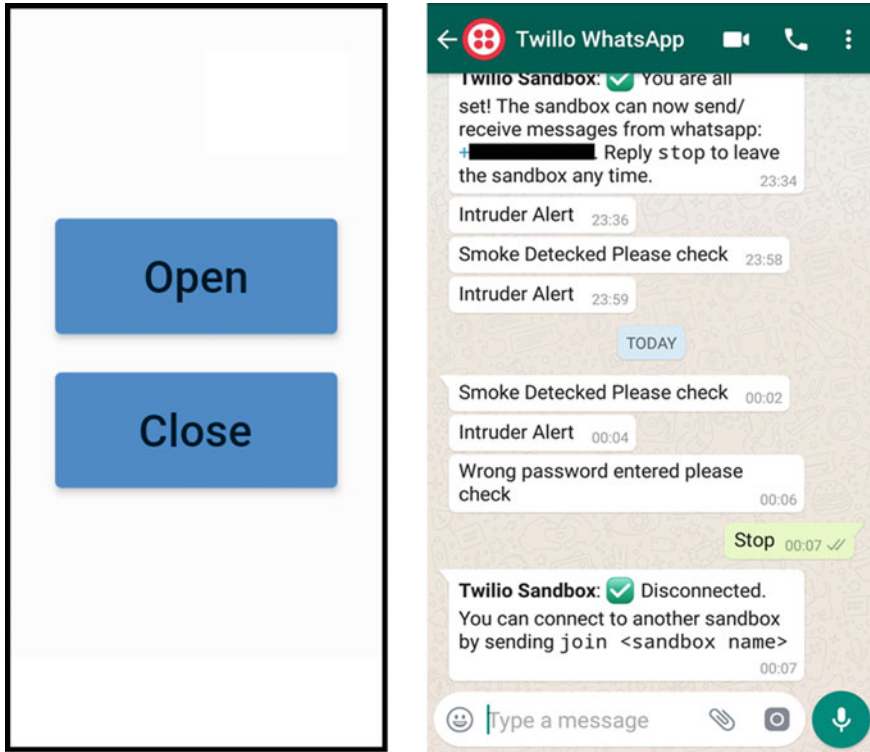 Open
Close
Twillo WhatsApp
Twilio Sandbox: ✅ You are all
set! The sandbox can now send/
receive messages from whatsapp:
+ . Reply stop to leave
the sandbox any time. 23:34
Intruder Alert 23:36
Smoke Detecked Please check 23:58
Intruder Alert 23:59
TODAY
Smoke Detecked Please check 00:02
Intruder Alert 00:04
Wrong password entered please
check 00:06
Stop 00:07
Twilio Sandbox: ✅ Disconnected.
You can connect to another sandbox
by sending join <sandbox name>
00:07
Type a message